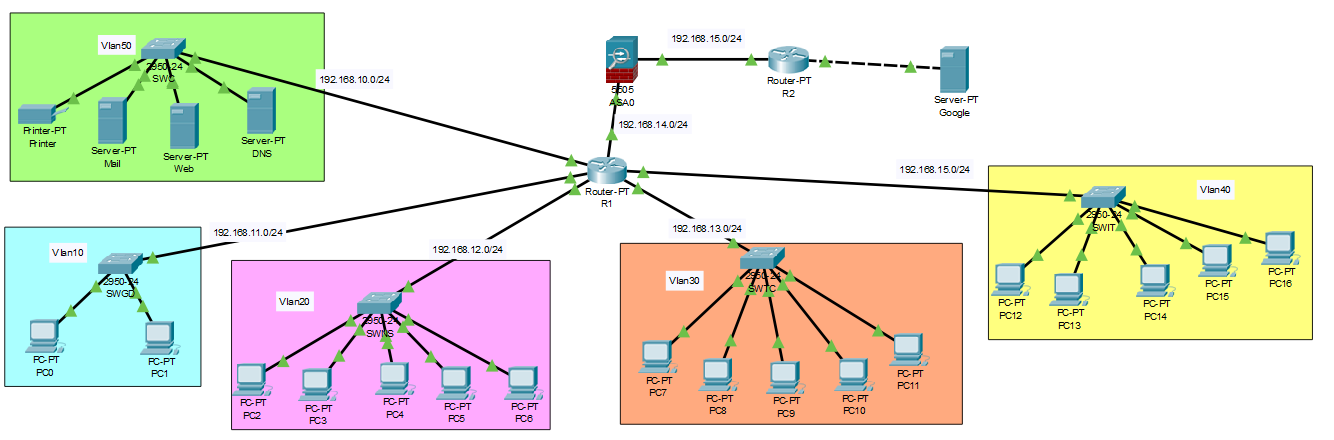 Vlan50
2950-24
SWC
Printer-PT
Printer
Server-PT
Mail
Server-PT
Web
Server-PT
DNS
192.168.10.0/24
5505
ASA0
192.168.15.0/24
Router-PT
R2
Server-PT
Google
192.168.14.0/24
Router-PT
R1
192.168.15.0/24
Vlan40
2950-24
SWIT
PC-PT
PC12
PC-PT
PC13
PC-PT
PC14
PC-PT
PC15
PC-PT
PC16
192.168.11.0/24
Vlan10
2950-24
SWGD
PC-PT
PC0
PC-PT
PC1
192.168.12.0/24
Vlan20
2950-24
SWNS
PC-PT
PC2
PC-PT
PC3
PC-PT
PC4
PC-PT
PC5
PC-PT
PC6
192.168.13.0/24
Vlan30
2950-24
SWTC
PC-PT
PC7
PC-PT
PC8
PC-PT
PC9
PC-PT
PC10
PC-PT
PC11